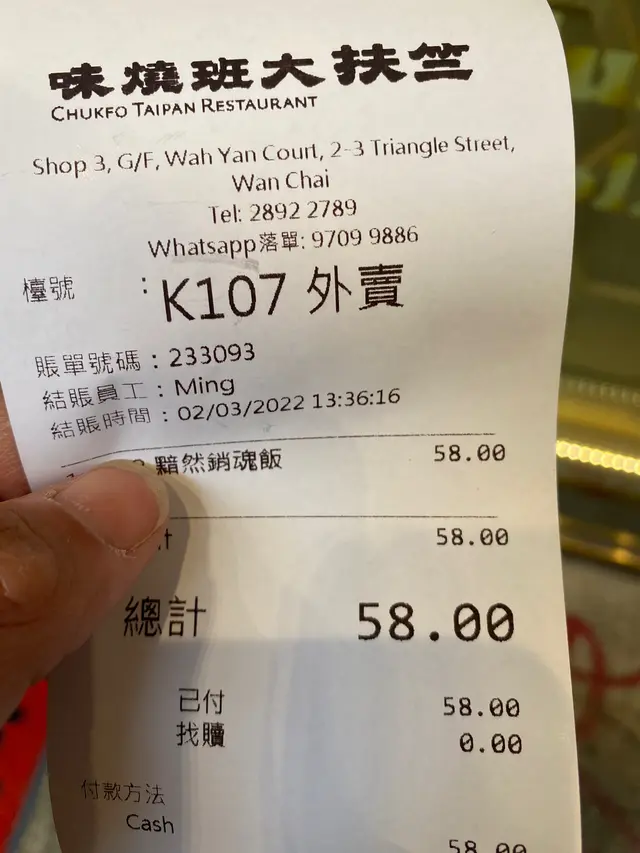 味燒班大扶竺
CHUKFO TAIPAN RESTAURANT
Shop 3, G/F, Wah Yan Court, 2-3 Triangle Street,
Wan Chai
Tel: 2892 2789
Whatsapp落單: 9709 9886
檯號 : K107 外賣
賬單號碼 : 233093
結賬員工 : Ming
結賬時間 : 02/03/2022 13:36:16
黯然銷魂飯 58.00
58.00
總計 58.00
已付 58.00
找贖 0.00
付款方法
Cash
58.00